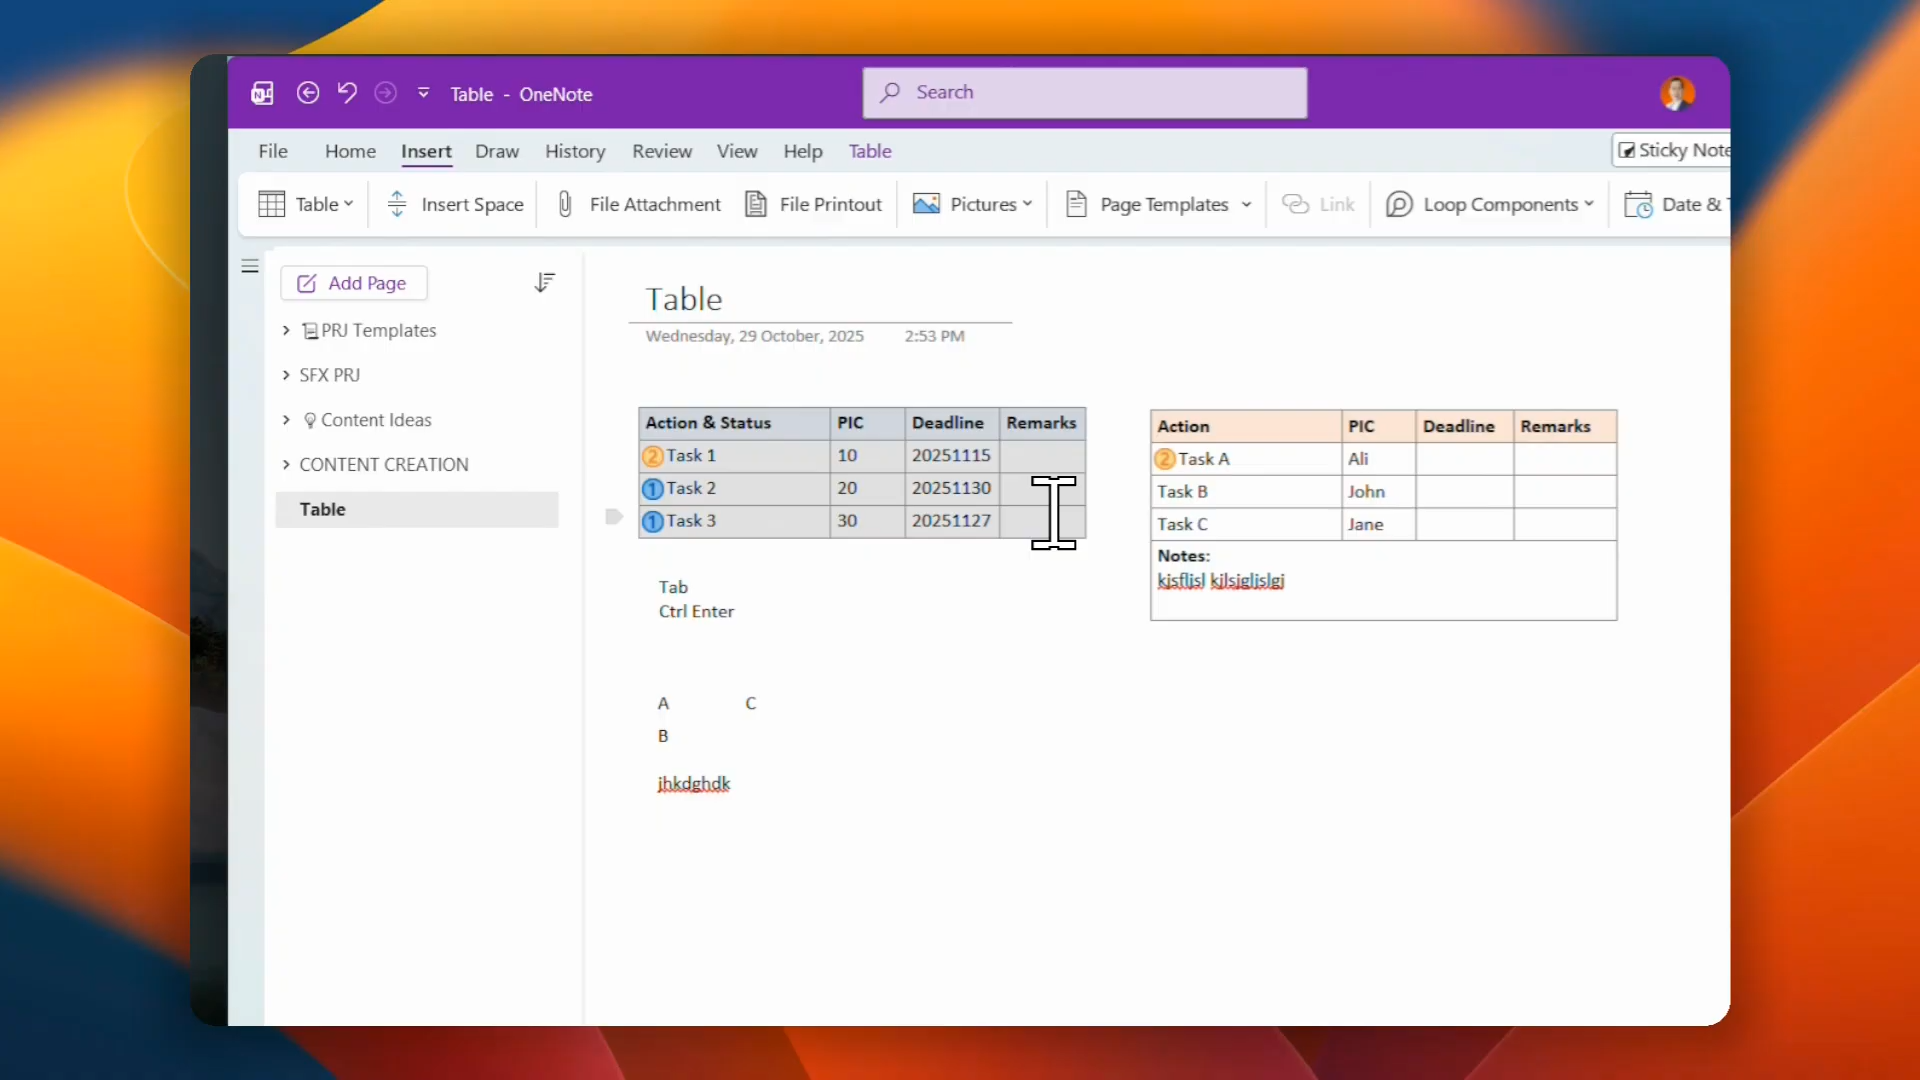 Table - OneNote
Search
File Home Insert Draw History Review View Help Table
Sticky Note
Table Insert Space File Attachment File Printout Pictures Page Templates Link Loop Components Date &
Add Page
PRJ Templates
SFX PRJ
Content Ideas
CONTENT CREATION
Table
Table
Wednesday, 29 October, 2025 2:53 PM
Action & Status PIC Deadline Remarks
2 Task 1 10 20251115
1 Task 2 20 20251130
1 Task 3 30 20251127
Tab
Ctrl Enter
A C
B
jhkdghdk
Action PIC Deadline Remarks
2 Task A Ali
Task B John
Task C Jane
Notes: